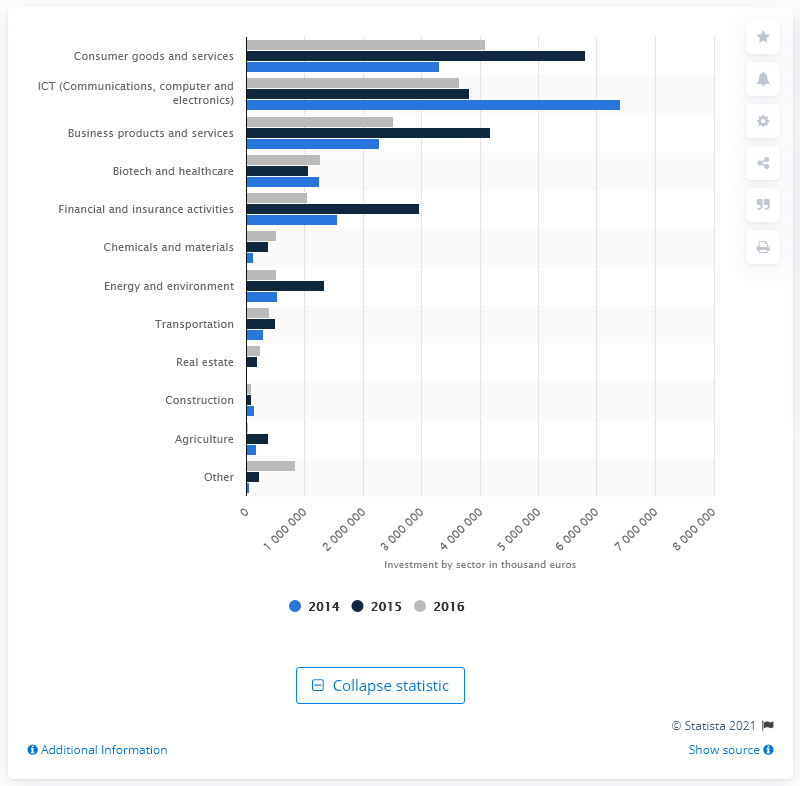 Consumer goods and services
ICT (Communications, computer and
electronics)
Business products and services
Biotech and healthcare
Financial and insurance activities
Chemicals and materials
Energy and environment
Transportation
Real estate
Construction
Agriculture
Other
0
1 000 000
2 000 000
3 000 000
4 000 000
5 000 000
6 000 000
7 000 000
8 000 000
Investment by sector in thousand euros
2014 2015 2016
Collapse statistic
© Statista 2021
Additional Information
Show source